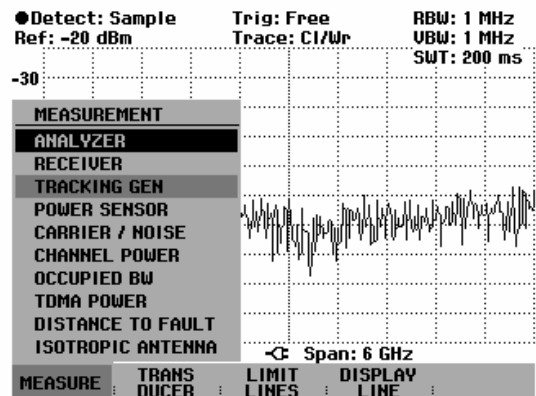 Detect: Sample Trig: Free RBW: 1 MHz
Ref: -20 dBm Trace: Cl/Wr VBW: 1 MHz
SWT: 200 ms
-30
MEASUREMENT
ANALYZER
RECEIVER
TRACKING GEN
POWER SENSOR
CARRIER / NOISE
CHANNEL POWER
OCCUPIED BW
TDMA POWER
DISTANCE TO FAULT
ISOTROPIC ANTENNA
Span: 6 GHz
MEASURE TRANS LIMIT DISPLAY
DUCER LINES LINE